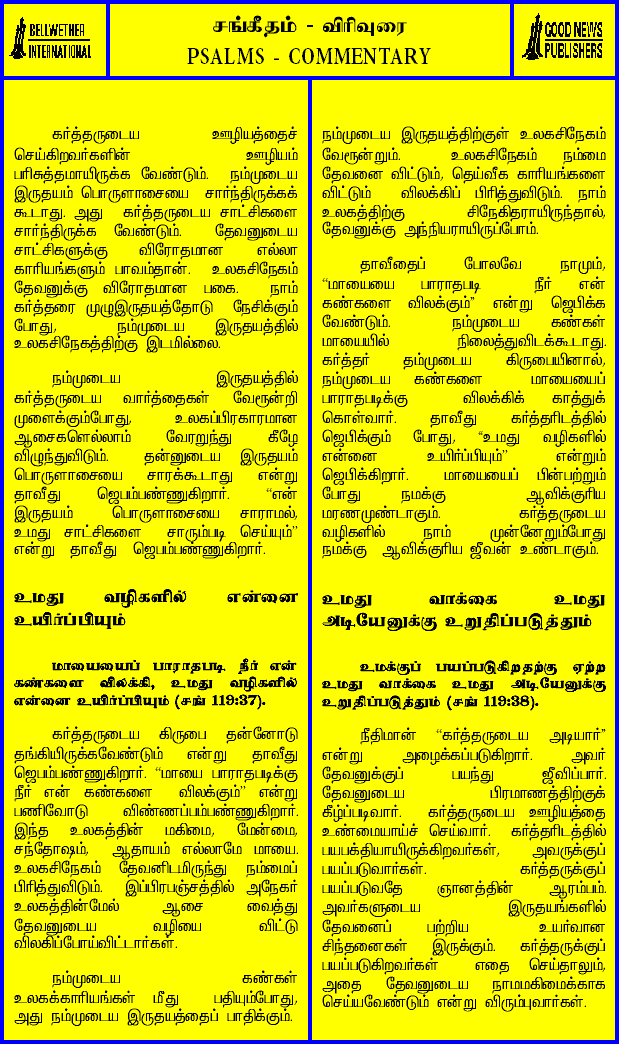 BELLWETHER
INTERNATIONAL
சங்கீதம் - விரிவுரை
PSALMS - COMMENTARY
GOOD NEWS
PUBLISHERS
கர்த்தருடைய ஊழியத்தைச்
செய்கிறவர்களின் ஊழியம்
பரிசுத்தமாயிருக்க வேண்டும். நம்முடைய
இருதயம் பொருளாசையை சார்ந்திருக்கக்
கூடாது. அது கர்த்தருடைய சாட்சிகளை
சார்ந்திருக்க வேண்டும். தேவனுடைய
சாட்சிகளுக்கு விரோதமான எல்லா
காரியங்களும் பாவம்தான். உலகசிநேகம்
தேவனுக்கு விரோதமான பகை. நாம்
கர்த்தரை முழுஇருதயத்தோடு நேசிக்கும்
போது, நம்முடைய இருதயத்தில்
உலகசிநேகத்திற்கு இடமில்லை.
நம்முடைய இருதயத்தில்
கர்த்தருடைய வார்த்தைகள் வேரூன்றி
முளைக்கும்போது, உலகப்பிரகாரமான
ஆசைகளெல்லாம் வேரறுந்து கீழே
விழுந்துவிடும். தன்னுடைய இருதயம்
பொருளாசையை சாரக்கூடாது என்று
தாவீது ஜெபம்பண்ணுகிறார். “என்
இருதயம் பொருளாசையை சாராமல்,
உமது சாட்சிகளை சாரும்படி செய்யும்”
என்று தாவீது ஜெபம்பண்ணுகிறார்.
உமது வழிகளில் என்னை
உயிர்ப்பியும்
மாயையைப் பாராதபடி நீர் என்
கண்களை விலக்கி, உமது வழிகளில்
என்னை உயிர்ப்பியும் (சங் 119:37).
கர்த்தருடைய கிருபை தன்னோடு
தங்கியிருக்கவேண்டும் என்று தாவீது
ஜெபம்பண்ணுகிறார். “மாயை பாராதபடிக்கு
நீர் என் கண்களை விலக்கும்” என்று
பணிவோடு விண்ணப்பம்பண்ணுகிறார்.
இந்த உலகத்தின் மகிமை, மேன்மை,
சந்தோஷம், ஆதாயம் எல்லாமே மாயை.
உலகசிநேகம் தேவனிடமிருந்து நம்மைப்
பிரித்துவிடும். இப்பிரபஞ்சத்தில் அநேகர்
உலகத்தின்மேல் ஆசை வைத்து
தேவனுடைய வழியை விட்டு
விலகிப்போய்விட்டார்கள்.
நம்முடைய கண்கள்
உலகக்காரியங்கள் மீது பதியும்போது,
அது நம்முடைய இருதயத்தைப் பாதிக்கும்.
நம்முடைய இருதயத்திற்குள் உலகசிநேகம்
வேரூன்றும். உலகசிநேகம் நம்மை
தேவனை விட்டும், தெய்வீக காரியங்களை
விட்டும் விலக்கிப் பிரித்துவிடும். நாம்
உலகத்திற்கு சிநேகிதராயிருந்தால்,
தேவனுக்கு அந்நியராயிருப்போம்.
தாவீதைப் போலவே நாமும்,
“மாயையை பாராதபடி நீர் என்
கண்களை விலக்கும்” என்று ஜெபிக்க
வேண்டும். நம்முடைய கண்கள்
மாயையில் நிலைத்துவிடக்கூடாது.
கர்த்தர் தம்முடைய கிருபையினால்,
நம்முடைய கண்களை மாயையைப்
பாராதபடிக்கு விலக்கிக் காத்துக்
கொள்வார். தாவீது கர்த்தரிடத்தில்
ஜெபிக்கும் போது, “உமது வழிகளில்
என்னை உயிர்ப்பியும்” என்றும்
ஜெபிக்கிறார். மாயையைப் பின்பற்றும்
போது நமக்கு ஆவிக்குரிய
மரணமுண்டாகும். கர்த்தருடைய
வழிகளில் நாம் முன்னேறும்போது
நமக்கு ஆவிக்குரிய ஜீவன் உண்டாகும்.
உமது வாக்கை உமது
அடியேனுக்கு உறுதிப்படுத்தும்
உமக்குப் பயப்படுகிறதற்கு ஏற்ற
உமது வாக்கை உமது அடியேனுக்கு
உறுதிப்படுத்தும் (சங் 119:38).
நீதிமான் “கர்த்தருடைய அடியார்”
என்று அழைக்கப்படுகிறார். அவர்
தேவனுக்குப் பயந்து ஜீவிப்பார்.
தேவனுடைய பிரமாணத்திற்குக்
கீழ்ப்படிவார். கர்த்தருடைய ஊழியத்தை
உண்மையாய்ச் செய்வார். கர்த்தரிடத்தில்
பயபக்தியாயிருக்கிறவர்கள், அவருக்குப்
பயப்படுவார்கள். கர்த்தருக்குப்
பயப்படுவதே ஞானத்தின் ஆரம்பம்.
அவர்களுடைய இருதயங்களில்
தேவனைப் பற்றிய உயர்வான
சிந்தனைகள் இருக்கும். கர்த்தருக்குப்
பயப்படுகிறவர்கள் எதை செய்தாலும்,
அதை தேவனுடைய நாமமகிமைக்காக
செய்யவேண்டும் என்று விரும்புவார்கள்.